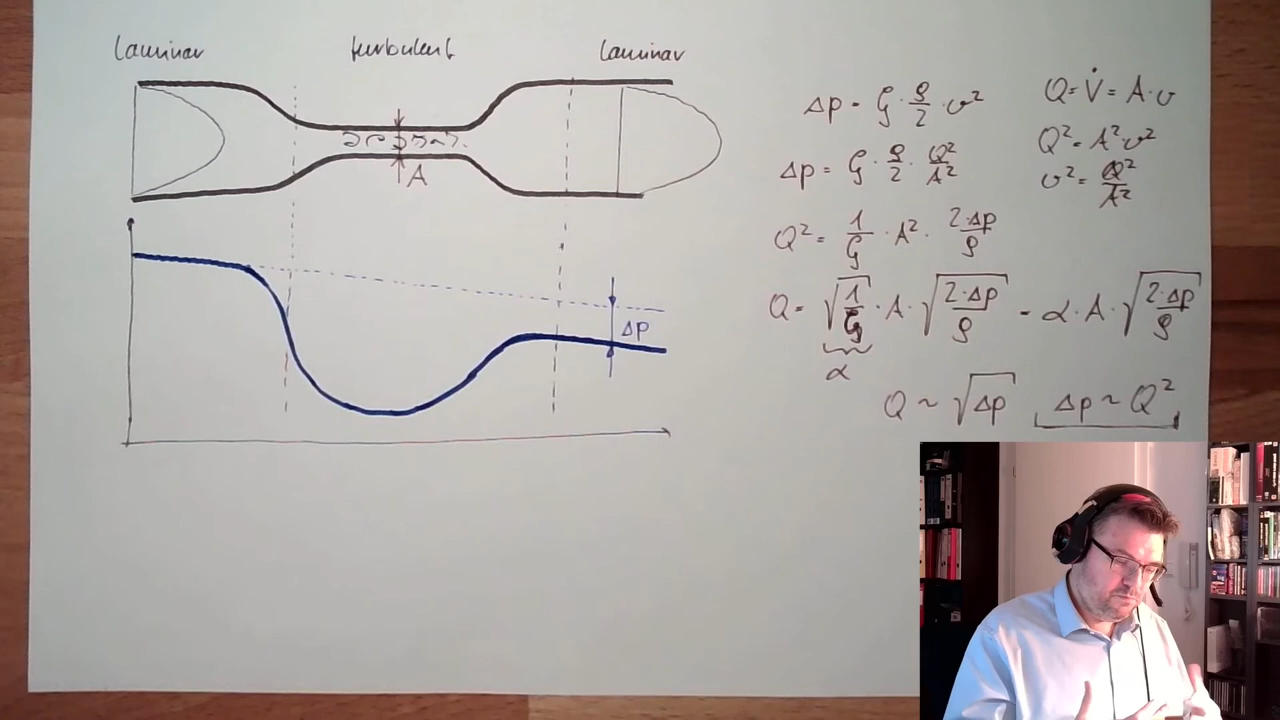 Laminar turbulent Laminar
A
Δp
Δp = ζ · ρ/2 · v²
Δp = ζ · ρ/2 · Q²/A²
Q² = 1/ζ · A² · 2·Δp/ρ
Q = √(1/ζ) · A · √(2·Δp/ρ) = α · A · √(2·Δp/ρ)
α
Q ~ √Δp Δp ~ Q²
Q = V̇ = A · v
Q² = A² v²
v² = Q²/A²